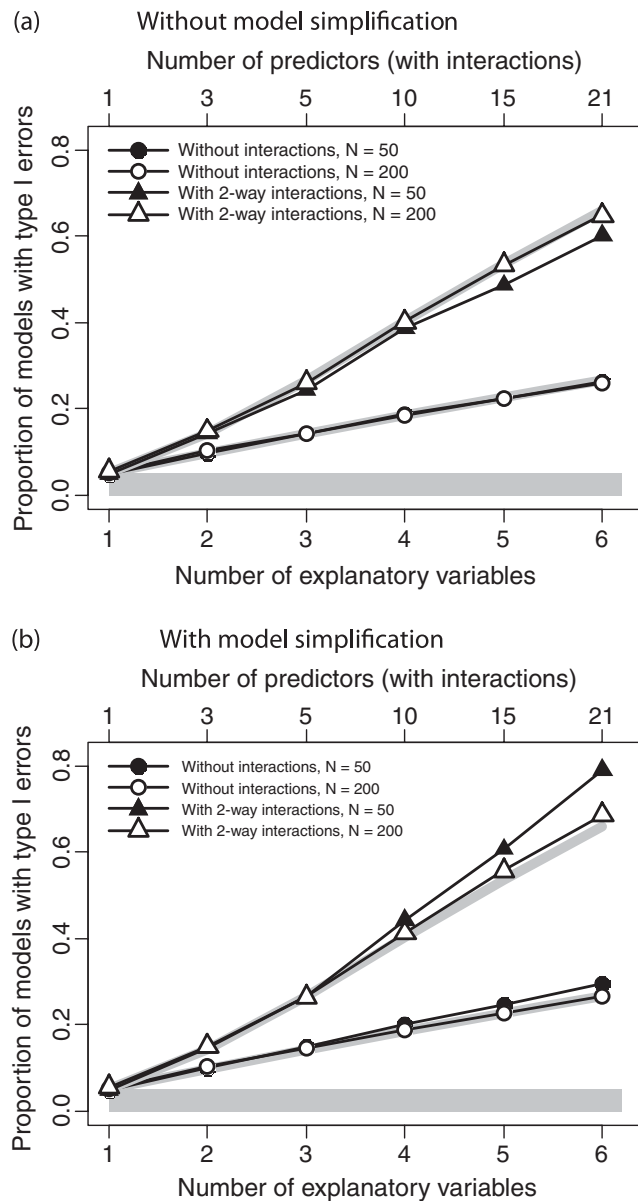 (a) Without model simplification
Number of predictors (with interactions)
1 3 5 10 15 21
Proportion of models with type I errors
0.8
0.6
0.4
0.2
0.0
Without interactions, N = 50
Without interactions, N = 200
With 2-way interactions, N = 50
With 2-way interactions, N = 200
1 2 3 4 5 6
Number of explanatory variables
(b) With model simplification
Number of predictors (with interactions)
1 3 5 10 15 21
Proportion of models with type I errors
0.8
0.6
0.4
0.2
0.0
Without interactions, N = 50
Without interactions, N = 200
With 2-way interactions, N = 50
With 2-way interactions, N = 200
1 2 3 4 5 6
Number of explanatory variables